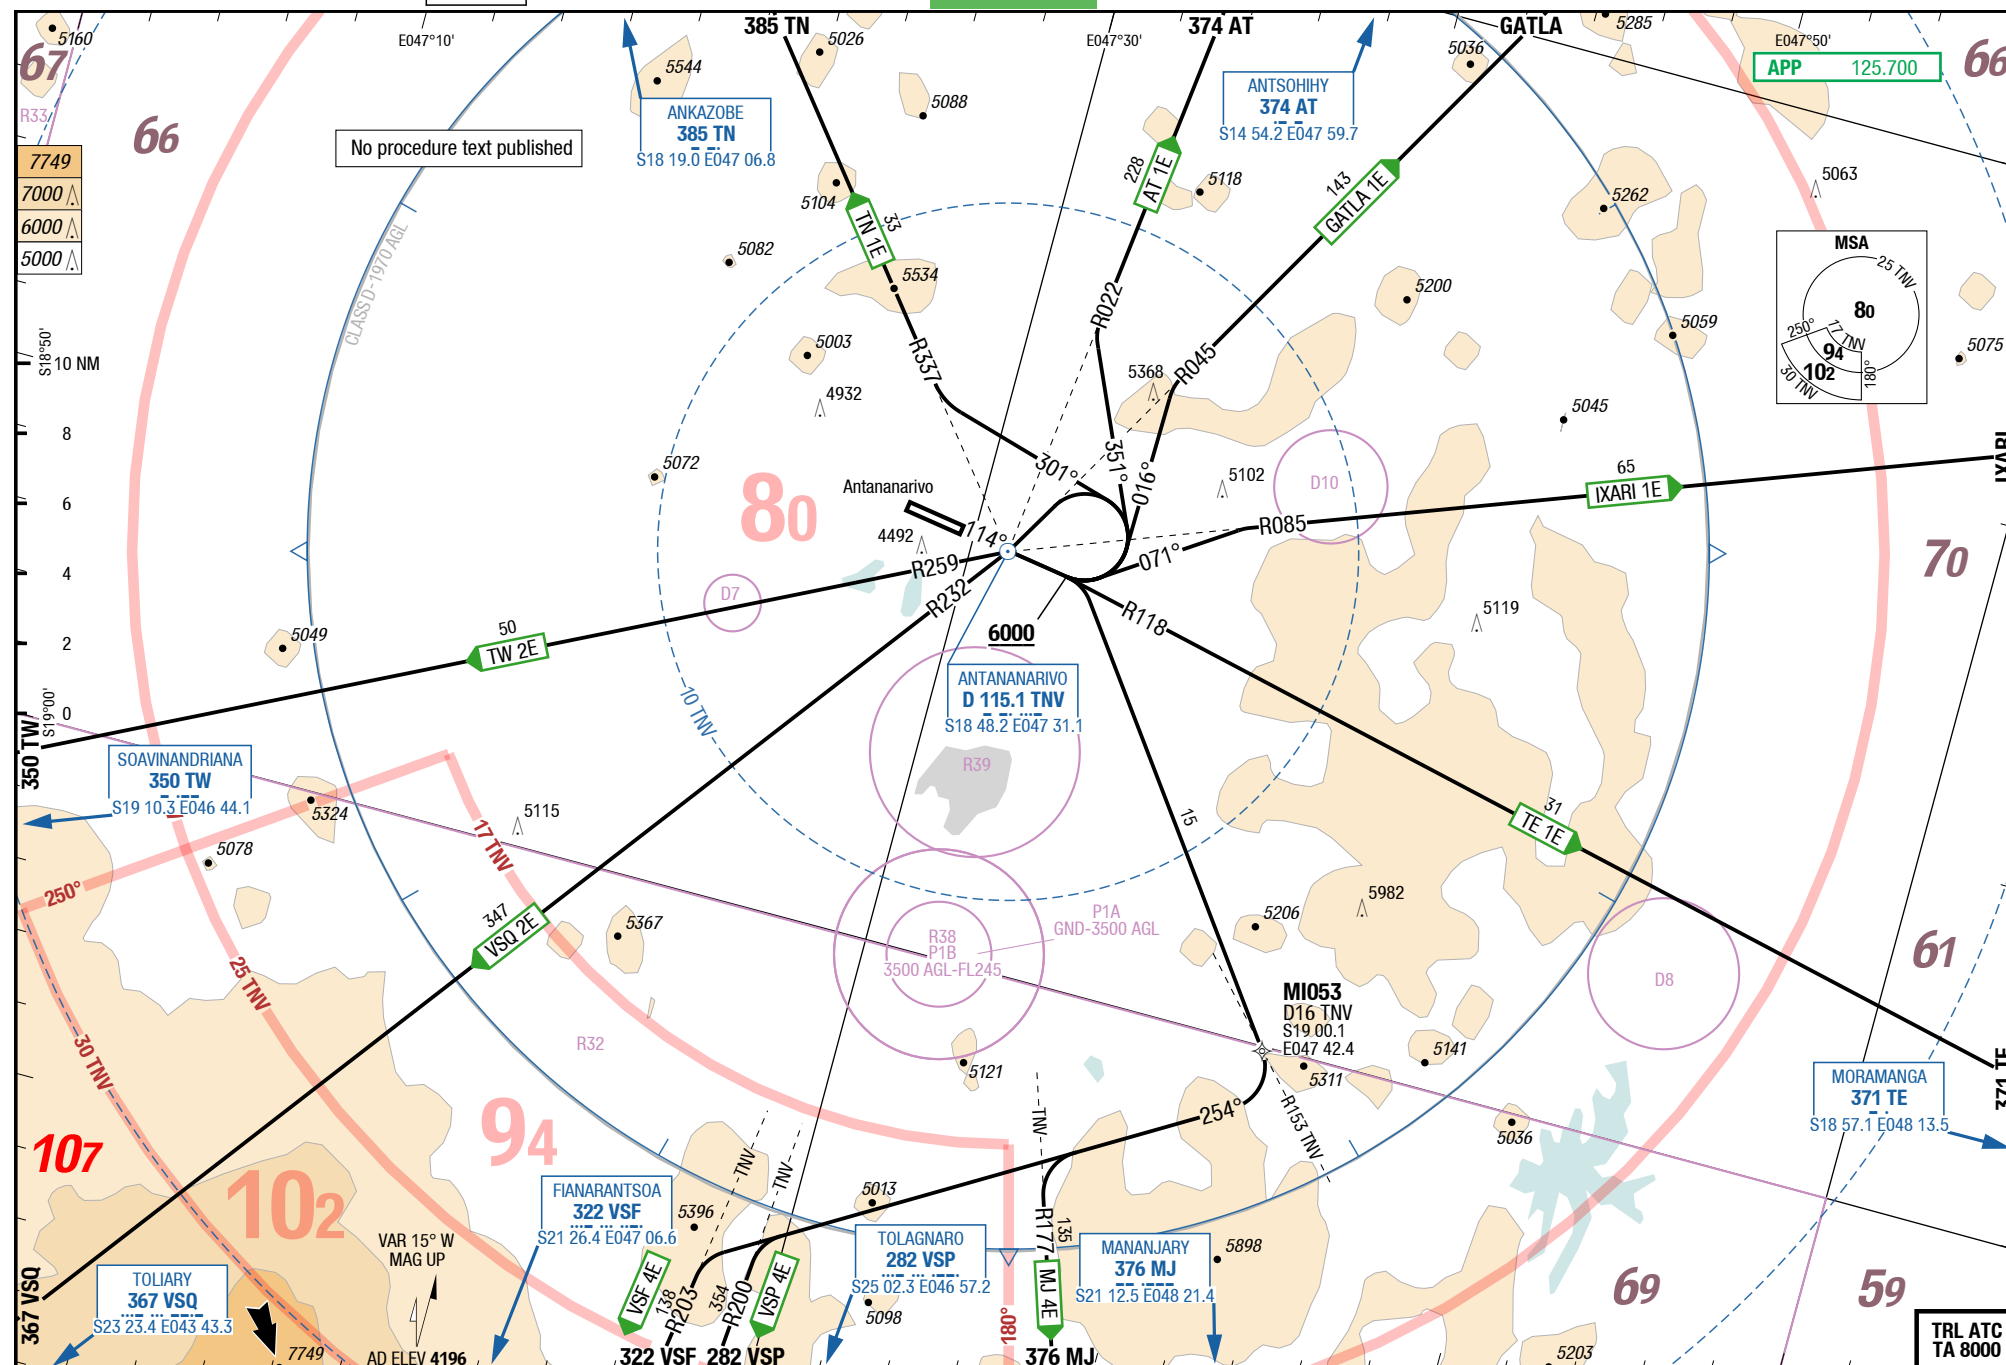 385 TN
374 AT
GATLA
5160
67
R33
66
E047°10'
5544
5026
5088
E047°30'
5036
5285
E047°50'
APP 125.700
66
No procedure text published
ANKAZOBE
385 TN
S18 19.0 E047 06.8
ANTSOHIHY
374 AT
S14 54.2 E047 59.7
7749
7000
6000
5000
CLASS D-1970 AGL
5104
TN 1E
33
5082
5534
228
AT 1E
5118
143
GATLA 1E
5262
5063
MSA
25 TNV
80
250°
17 TNV
94
102
30 TNV
180°
5200
5059
5075
S18°50'
10 NM
5003
4932
R337
R022
R045
5368
5045
8
5072
80
301°
351°
016°
5102
D10
65
IXARI 1E
IXARI
6
Antananarivo
4492
114°
R085
071°
70
4
R259
R232
D7
R118
5119
6000
50
TW 2E
5049
2
ANTANANARIVO
D 115.1 TNV
S18 48.2 E047 31.1
10 TNV
0
S19°00'
350 TW
SOAVINANDRIANA
350 TW
S19 10.3 E046 44.1
R39
5324
5115
5078
17 TNV
250°
15
31
TE 1E
347
VSQ 2E
5367
25 TNV
30 TNV
5982
5206
P1A
GND-3500 AGL
R38
P1B
3500 AGL-FL245
61
D8
MI053
D16 TNV
S19 00.1
E047 42.4
R32
5121
5141
5311
R153 TNV
254°
5036
371 TE
MORAMANGA
371 TE
S18 57.1 E048 13.5
107
94
102
TNV
TNV
TNV
FIANARANTSOA
322 VSF
S21 26.4 E047 06.6
5396
5013
TOLAGNARO
282 VSP
S25 02.3 E046 57.2
5098
R177
135
MJ 4E
MANANJARY
376 MJ
S21 12.5 E048 21.4
5898
VAR 15° W
MAG UP
TOLIARY
367 VSQ
S23 23.4 E043 43.3
367 VSQ
VSF 4E
138
R203
354
R200
VSP 4E
180°
69
59
7749
AD ELEV 4196
322 VSF
282 VSP
376 MJ
5203
TRL ATC
TA 8000